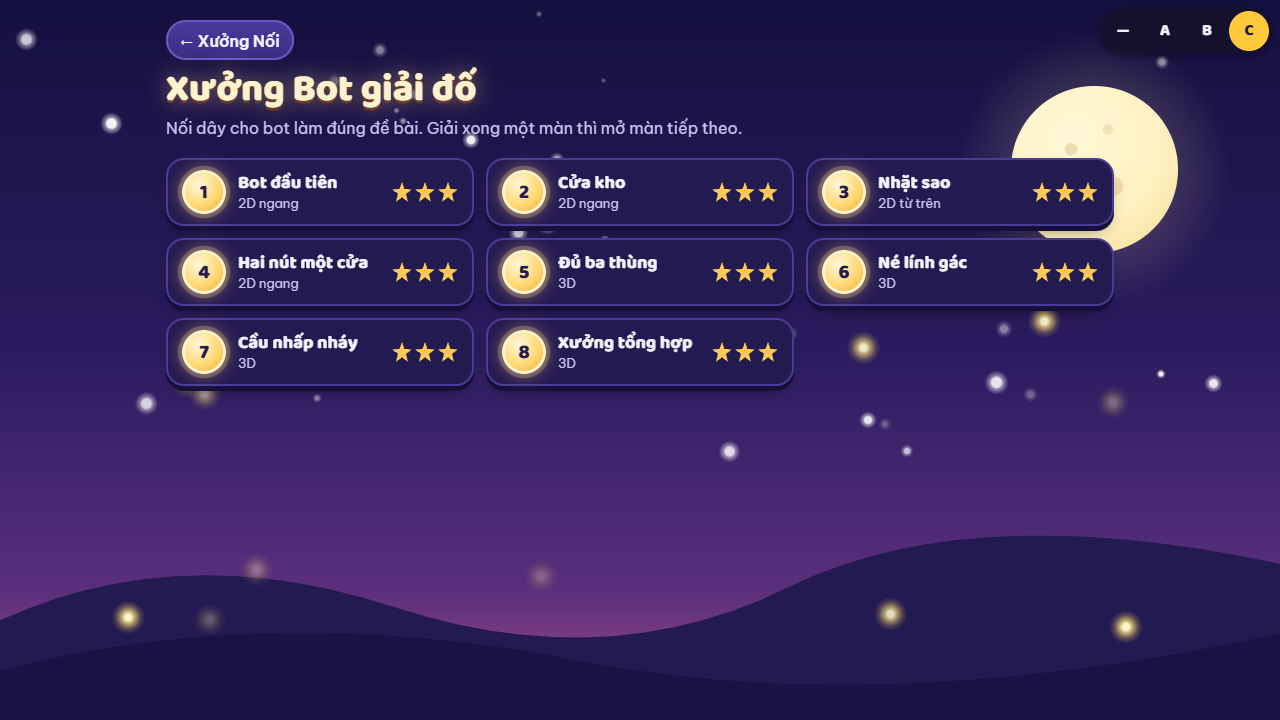 ← Xưởng Nối
— A B C
Xưởng Bot giải đố
Nối dây cho bot làm đúng đề bài. Giải xong một màn thì mở màn tiếp theo.
1 Bot đầu tiên
2D ngang
2 Cửa kho
2D ngang
3 Nhặt sao
2D từ trên
4 Hai nút một cửa
2D ngang
5 Đủ ba thùng
3D
6 Né lính gác
3D
7 Cầu nhấp nháy
3D
8 Xưởng tổng hợp
3D